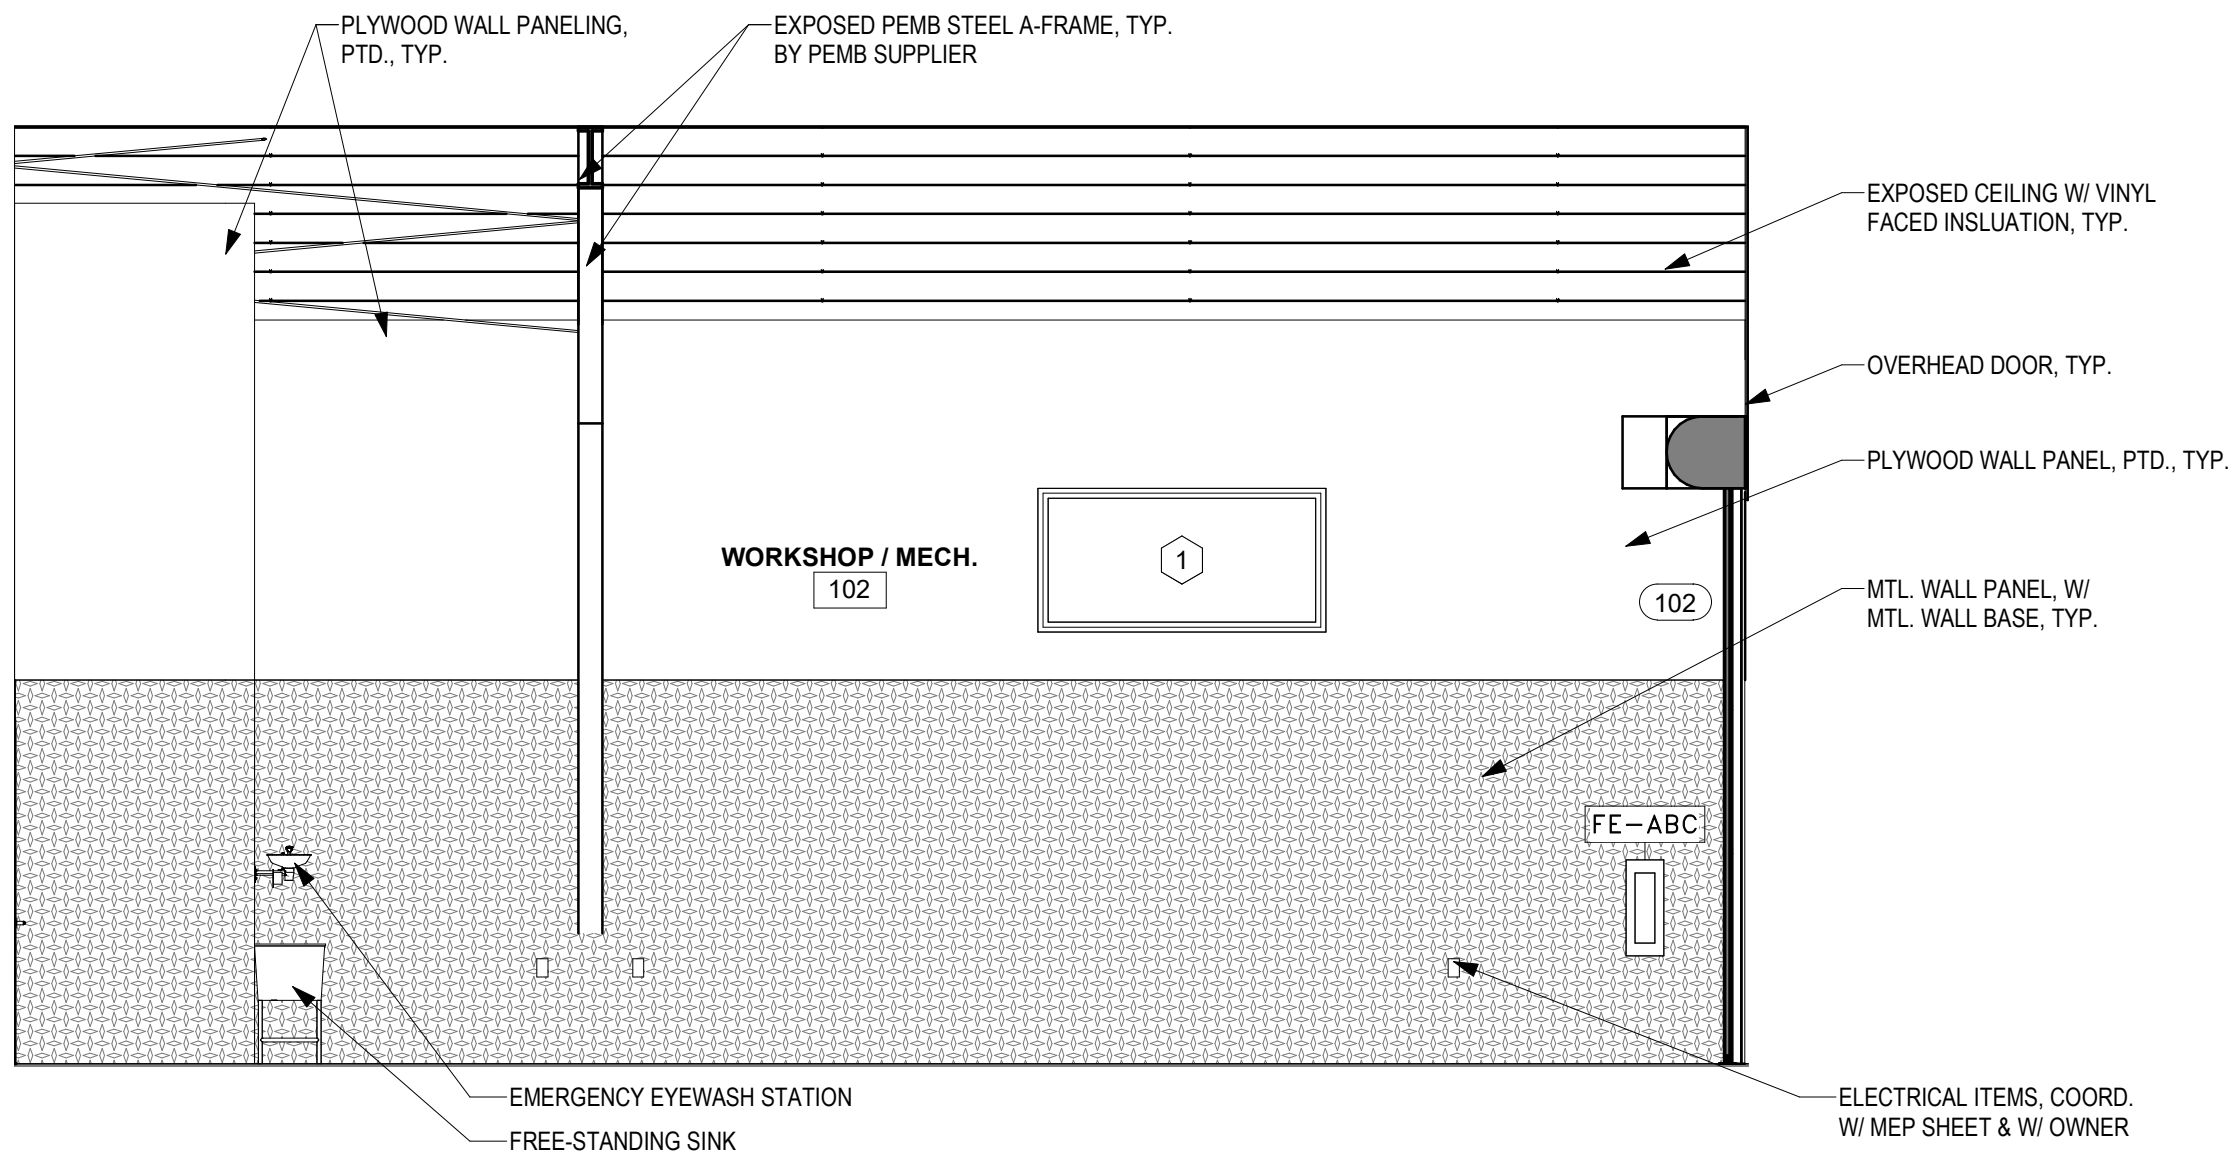 PLYWOOD WALL PANELING,
PTD., TYP.
EXPOSED PEMB STEEL A-FRAME, TYP.
BY PEMB SUPPLIER
EXPOSED CEILING W/ VINYL
FACED INSLUATION, TYP.
OVERHEAD DOOR, TYP.
PLYWOOD WALL PANEL, PTD., TYP.
WORKSHOP / MECH.
102
1
102
MTL. WALL PANEL, W/
MTL. WALL BASE, TYP.
FE-ABC
EMERGENCY EYEWASH STATION
FREE-STANDING SINK
ELECTRICAL ITEMS, COORD.
W/ MEP SHEET & W/ OWNER